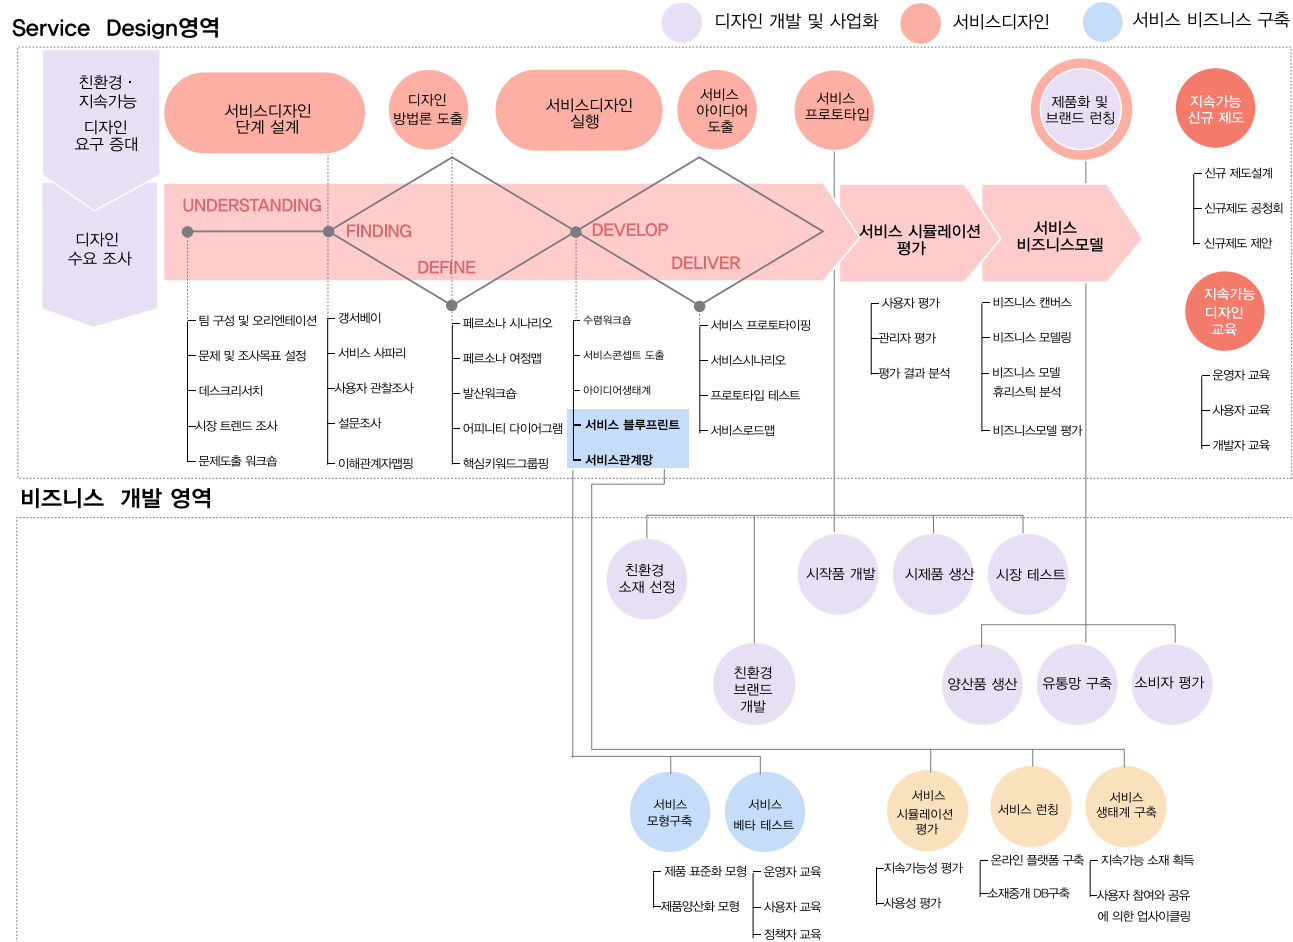 Service Design영역
디자인 개발 및 사업화
서비스디자인
서비스 비즈니스 구축
친환경 ·
지속가능
디자인
요구 증대
디자인
수요 조사
서비스디자인
단계 설계
디자인
방법론 도출
서비스디자인
실행
서비스
아이디어
도출
서비스
프로토타입
제품화 및
브랜드 런칭
지속가능
신규 제도
신규 제도설계
신규제도 공청회
신규제도 제안
지속가능
디자인
교육
운영자 교육
사용자 교육
개발자 교육
UNDERSTANDING
FINDING
DEFINE
DEVELOP
DELIVER
서비스 시뮬레이션
평가
서비스
비즈니스모델
팀 구성 및 오리엔테이션
문제 및 조사목표 설정
데스크리서치
시장 트렌드 조사
문제도출 워크숍
갱서베이
서비스 사파리
사용자 관찰조사
설문조사
이해관계자맵핑
페르소나 시나리오
페르소나 여정맵
발산워크숍
어피니티 다이어그램
핵심키워드그룹핑
수렴워크숍
서비스콘셉트 도출
아이디어생태계
서비스 블루프린트
서비스관계망
서비스 프로토타이핑
서비스시나리오
프로토타입 테스트
서비스로드맵
사용자 평가
관리자 평가
평가 결과 분석
비즈니스 캔버스
비즈니스 모델링
비즈니스 모델
휴리스틱 분석
비즈니스모델 평가
비즈니스 개발 영역
친환경
소재 선정
시작품 개발
시제품 생산
시장 테스트
친환경
브랜드
개발
양산품 생산
유통망 구축
소비자 평가
서비스
모형구축
서비스
베타 테스트
서비스
시뮬레이션
평가
서비스 런칭
서비스
생태계 구축
제품 표준화 모형
제품양산화 모형
운영자 교육
사용자 교육
정책자 교육
지속가능성 평가
사용성 평가
온라인 플랫폼 구축
소재중개 DB구축
지속가능 소재 획득
사용자 참여와 공유
에 의한 업사이클링